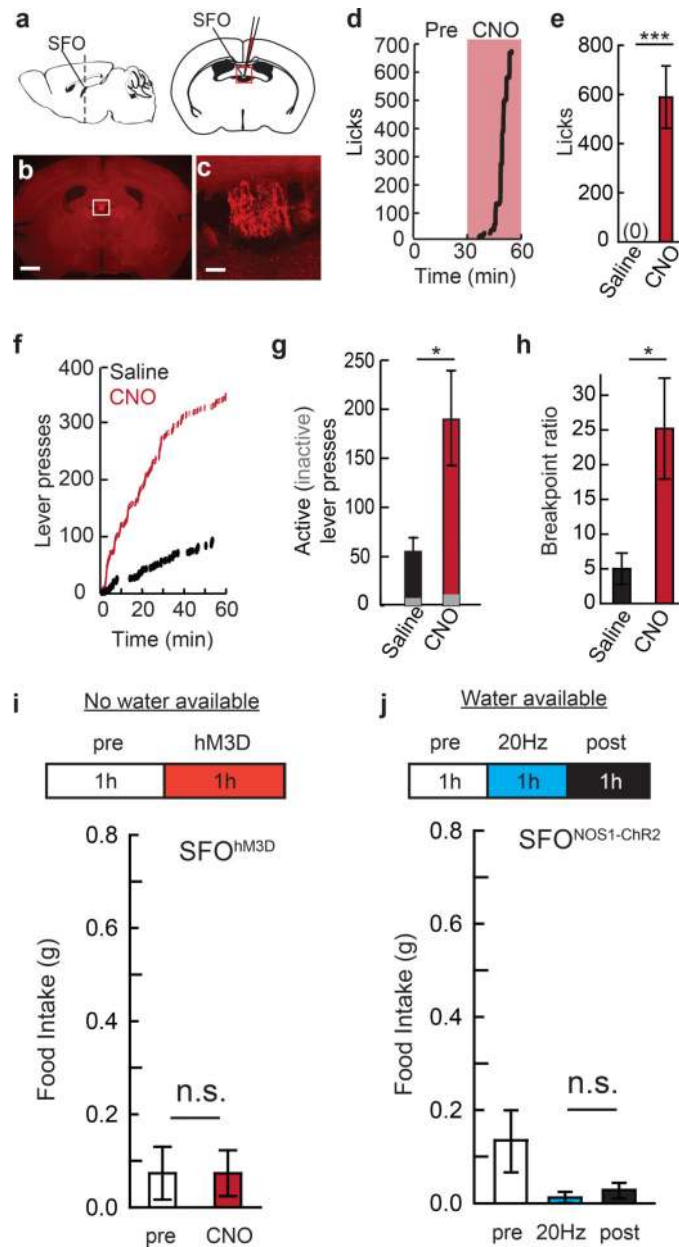 a
SFO
SFO
b
c
d
Pre CNO
700
600
500
400
300
200
100
0
Licks
0 30 60
Time (min)
e
***
800
600
400
200
0
Licks
(0)
Saline
CNO
f
Saline
CNO
400
300
200
100
0
Lever presses
0 20 40 60
Time (min)
g
*
250
200
150
100
50
0
Active (inactive)
lever presses
Saline
CNO
h
*
30
25
20
15
10
5
0
Breakpoint ratio
Saline
CNO
i
No water available
pre hM3D
1h 1h
SFOhM3D
0.8
0.6
0.4
0.2
0.0
Food Intake (g)
n.s.
pre CNO
j
Water available
pre 20Hz post
1h 1h 1h
SFONOS1-ChR2
0.8
0.6
0.4
0.2
0.0
Food Intake (g)
n.s.
pre 20Hz post